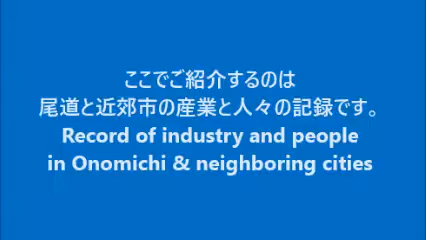 ここでご紹介するのは
尾道と近郊市の産業と人々の記録です。
Record of industry and people
in Onomichi & neighboring cities